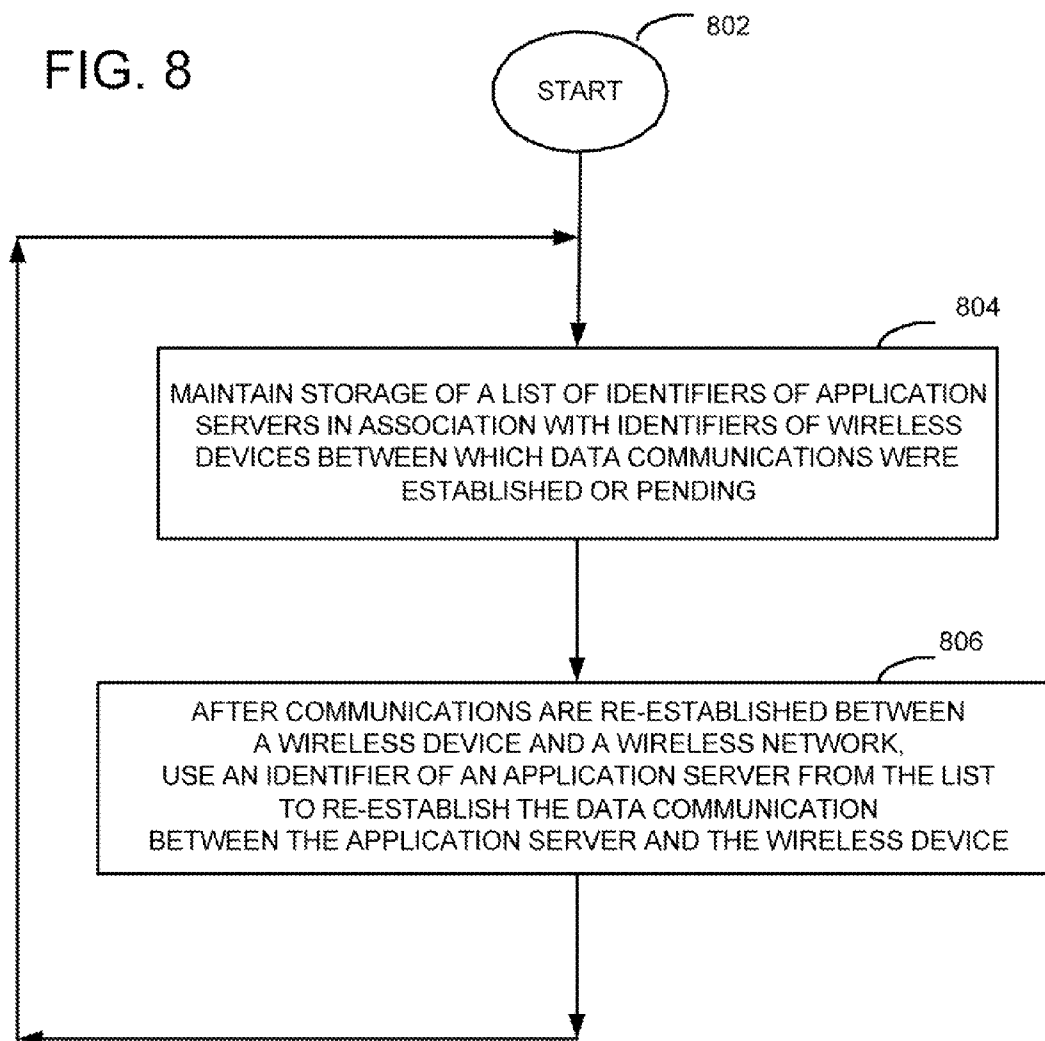 FIG. 8
802
START
804
MAINTAIN STORAGE OF A LIST OF IDENTIFIERS OF APPLICATION
SERVERS IN ASSOCIATION WITH IDENTIFIERS OF WIRELESS
DEVICES BETWEEN WHICH DATA COMMUNICATIONS WERE
ESTABLISHED OR PENDING
806
AFTER COMMUNICATIONS ARE RE-ESTABLISHED BETWEEN
A WIRELESS DEVICE AND A WIRELESS NETWORK,
USE AN IDENTIFIER OF AN APPLICATION SERVER FROM THE LIST
TO RE-ESTABLISH THE DATA COMMUNICATION
BETWEEN THE APPLICATION SERVER AND THE WIRELESS DEVICE